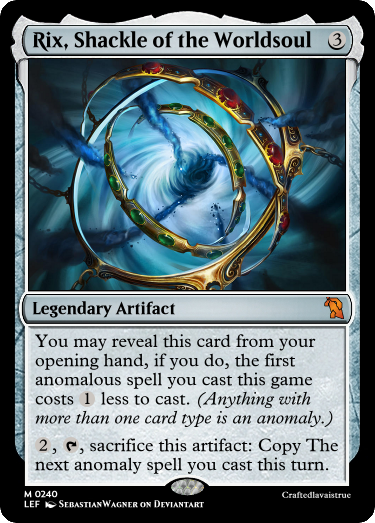 Rix, Shackle of the Worldsoul 3
Legendary Artifact
You may reveal this card from your
opening hand, if you do, the first
anomalous spell you cast this game
costs 1 less to cast. (Anything with
more than one card type is an anomaly.)
2 , , sacrifice this artifact: Copy The
next anomaly spell you cast this turn.
M 0240
LEF SebastianWagner on Deviantart
Craftedlavaistrue